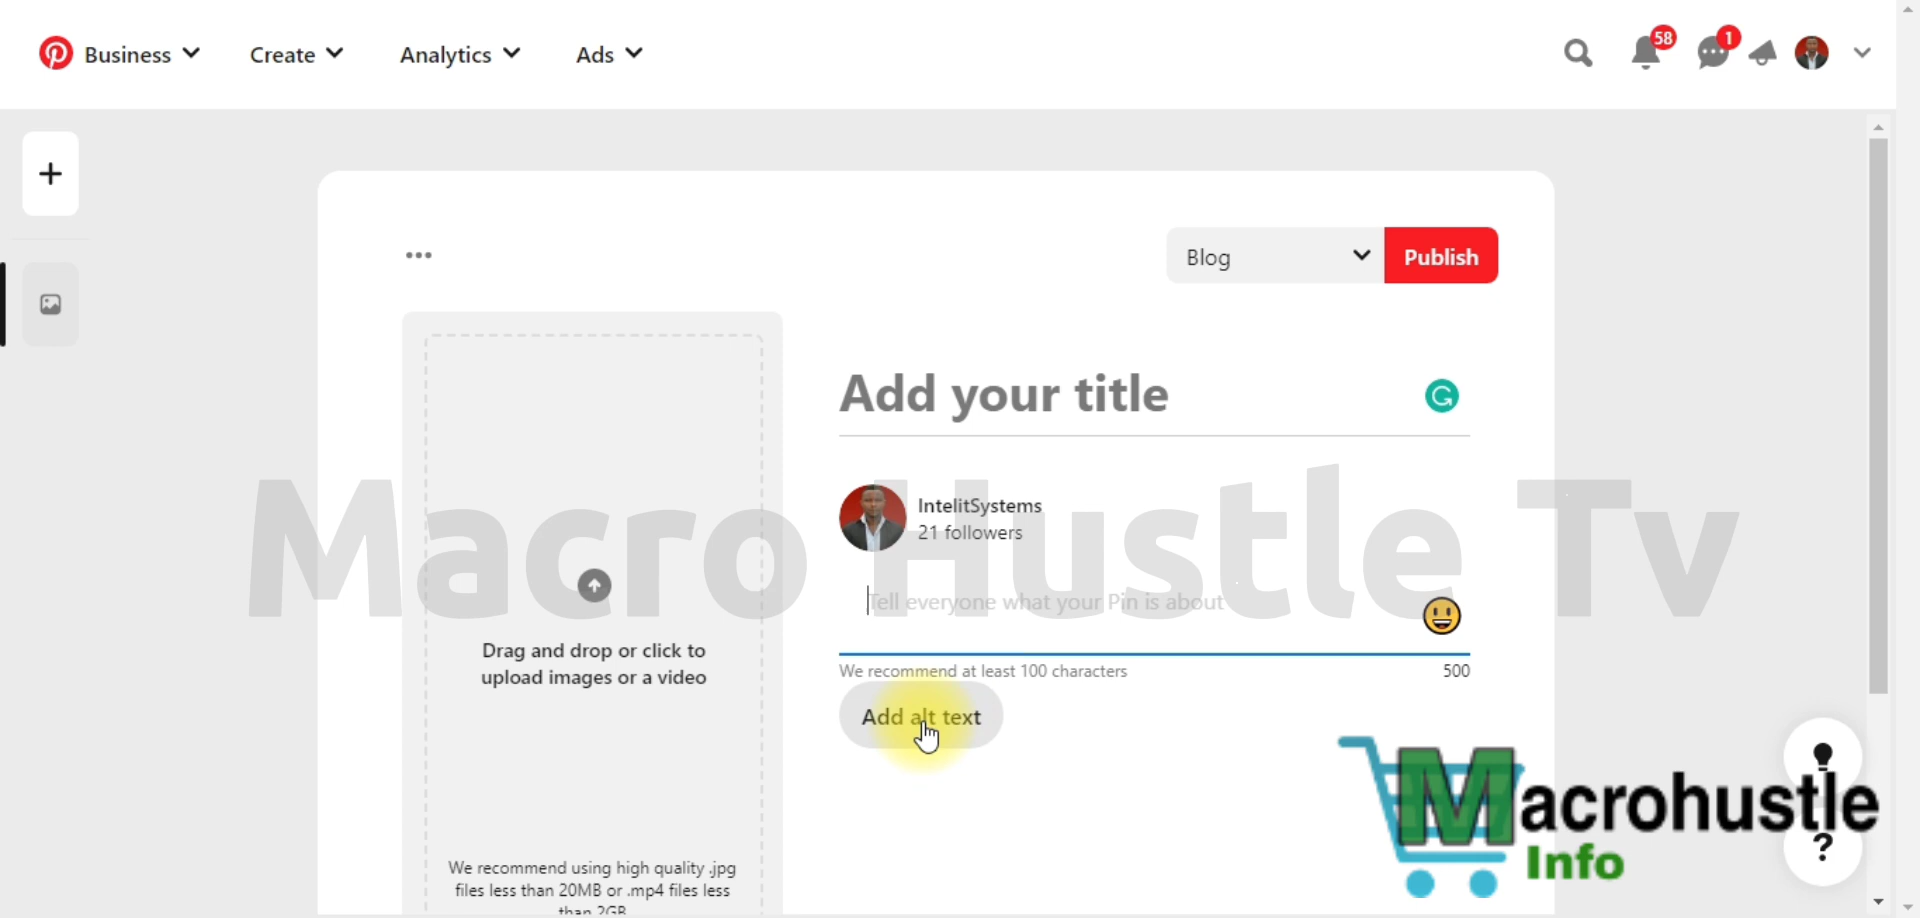 Business
Create
Analytics
Ads
58
1
Blog
Publish
Add your title
IntelitSystems
21 followers
Macro Hustle Tv
Tell everyone what your Pin is about
Drag and drop or click to
upload images or a video
We recommend at least 100 characters
500
Add alt text
We recommend using high quality .jpg
files less than 20MB or .mp4 files less
than 2GB
Macrohustle
Info
?